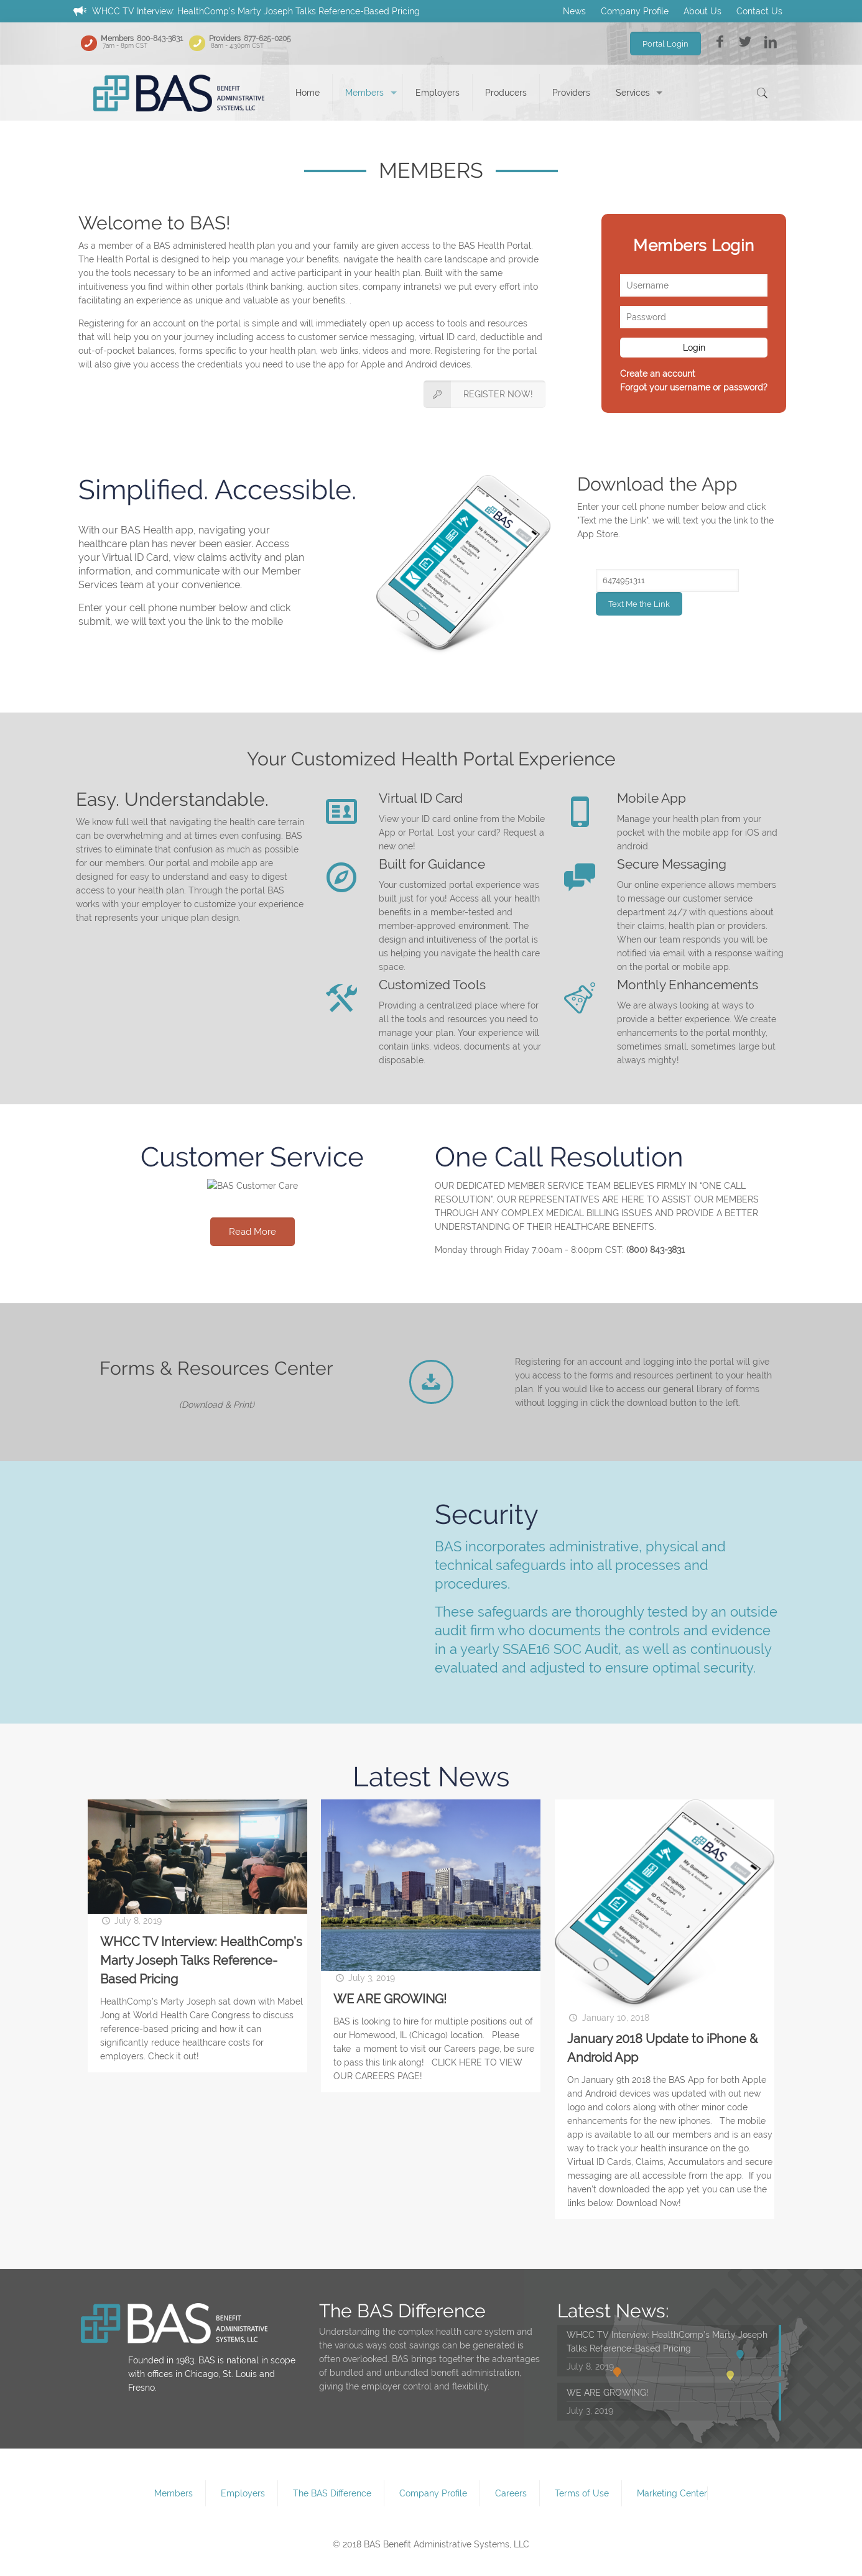 WHCC TV Interview: HealthComp's Marty Joseph Talks Reference-Based Pricing
News Company Profile About Us Contact Us
Members 800-843-3831
7am - 8pm CST
Providers 877-625-0205
8am - 4:30pm CST
Portal Login
BAS BENEFIT ADMINISTRATIVE SYSTEMS, LLC
Home Members Employers Producers Providers Services
MEMBERS
Welcome to BAS!
As a member of a BAS administered health plan you and your family are given access to the BAS Health Portal.
The Health Portal is designed to help you manage your benefits, navigate the health care landscape and provide
you the tools necessary to be an informed and active participant in your health plan. Built with the same
intuitiveness you find within other portals (think banking, auction sites, company intranets) we put every effort into
facilitating an experience as unique and valuable as your benefits.
Registering for an account on the portal is simple and will immediately open up access to tools and resources
that will help you on your journey including access to customer service messaging, virtual ID card, deductible and
out-of-pocket balances, forms specific to your health plan, web links, videos and more. Registering for the portal
will also give you access the credentials you need to use the app for Apple and Android devices.
REGISTER NOW!
Members Login
Username
Password
Login
Create an account
Forgot your username or password?
Simplified. Accessible.
With our BAS Health app, navigating your
healthcare plan has never been easier. Access
your Virtual ID Card, view claims activity and plan
information, and communicate with our Member
Services team at your convenience.
Enter your cell phone number below and click
submit, we will text you the link to the mobile
BAS
My Summary
Eligibility
ID Card
Claims
Messaging
Download the App
Enter your cell phone number below and click
"Text me the Link", we will text you the link to the
App Store.
6474951311
Text Me the Link
Your Customized Health Portal Experience
Easy. Understandable.
We know full well that navigating the health care terrain
can be overwhelming and at times even confusing. BAS
strives to eliminate that confusion as much as possible
for our members. Our portal and mobile app are
designed for easy to understand and easy to digest
access to your health plan. Through the portal BAS
works with your employer to customize your experience
that represents your unique plan design.
Virtual ID Card
View your ID card online from the Mobile
App or Portal. Lost your card? Request a
new one!
Mobile App
Manage your health plan from your
pocket with the mobile app for iOS and
android.
Built for Guidance
Your customized portal experience was
built just for you! Access all your health
benefits in a member-tested and
member-approved environment. The
design and intuitiveness of the portal is
us helping you navigate the health care
space.
Secure Messaging
Our online experience allows members
to message our customer service
department 24/7 with questions about
their claims, health plan or providers.
When our team responds you will be
notified via email with a response waiting
on the portal or mobile app.
Customized Tools
Providing a centralized place where for
all the tools and resources you need to
manage your plan. Your experience will
contain links, videos, documents at your
disposable.
Monthly Enhancements
We are always looking at ways to
provide a better experience. We create
enhancements to the portal monthly,
sometimes small, sometimes large but
always mighty!
Customer Service
BAS Customer Care
Read More
One Call Resolution
OUR DEDICATED MEMBER SERVICE TEAM BELIEVES FIRMLY IN "ONE CALL
RESOLUTION". OUR REPRESENTATIVES ARE HERE TO ASSIST OUR MEMBERS
THROUGH ANY COMPLEX MEDICAL BILLING ISSUES AND PROVIDE A BETTER
UNDERSTANDING OF THEIR HEALTHCARE BENEFITS.
Monday through Friday 7:00am - 8:00pm CST: (800) 843-3831
Forms & Resources Center
(Download & Print)
Registering for an account and logging into the portal will give
you access to the forms and resources pertinent to your health
plan. If you would like to access our general library of forms
without logging in click the download button to the left.
Security
BAS incorporates administrative, physical and
technical safeguards into all processes and
procedures.
These safeguards are thoroughly tested by an outside
audit firm who documents the controls and evidence
in a yearly SSAE16 SOC Audit, as well as continuously
evaluated and adjusted to ensure optimal security.
Latest News
July 8, 2019
WHCC TV Interview: HealthComp's
Marty Joseph Talks Reference-
Based Pricing
HealthComp's Marty Joseph sat down with Mabel
Jong at World Health Care Congress to discuss
reference-based pricing and how it can
significantly reduce healthcare costs for
employers. Check it out!
July 3, 2019
WE ARE GROWING!
BAS is looking to hire for multiple positions out of
our Homewood, IL (Chicago) location. Please
take a moment to visit our Careers page, be sure
to pass this link along! CLICK HERE TO VIEW
OUR CAREERS PAGE!
BAS
My Summary
Eligibility
ID Card
Claims
Messaging
January 10, 2018
January 2018 Update to iPhone &
Android App
On January 9th 2018 the BAS App for both Apple
and Android devices was updated with out new
logo and colors along with other minor code
enhancements for the new iphones. The mobile
app is available to all our members and is an easy
way to track your health insurance on the go.
Virtual ID Cards, Claims, Accumulators and secure
messaging are all accessible from the app. If you
haven't downloaded the app yet you can use the
links below. Download Now!
BAS BENEFIT ADMINISTRATIVE SYSTEMS, LLC
Founded in 1983, BAS is national in scope
with offices in Chicago, St. Louis and
Fresno.
The BAS Difference
Understanding the complex health care system and
the various ways cost savings can be generated is
often overlooked. BAS brings together the advantages
of bundled and unbundled benefit administration,
giving the employer control and flexibility.
Latest News:
WHCC TV Interview: HealthComp's Marty Joseph
Talks Reference-Based Pricing
July 8, 2019
WE ARE GROWING!
July 3, 2019
Members Employers The BAS Difference Company Profile Careers Terms of Use Marketing Center
© 2018 BAS Benefit Administrative Systems, LLC